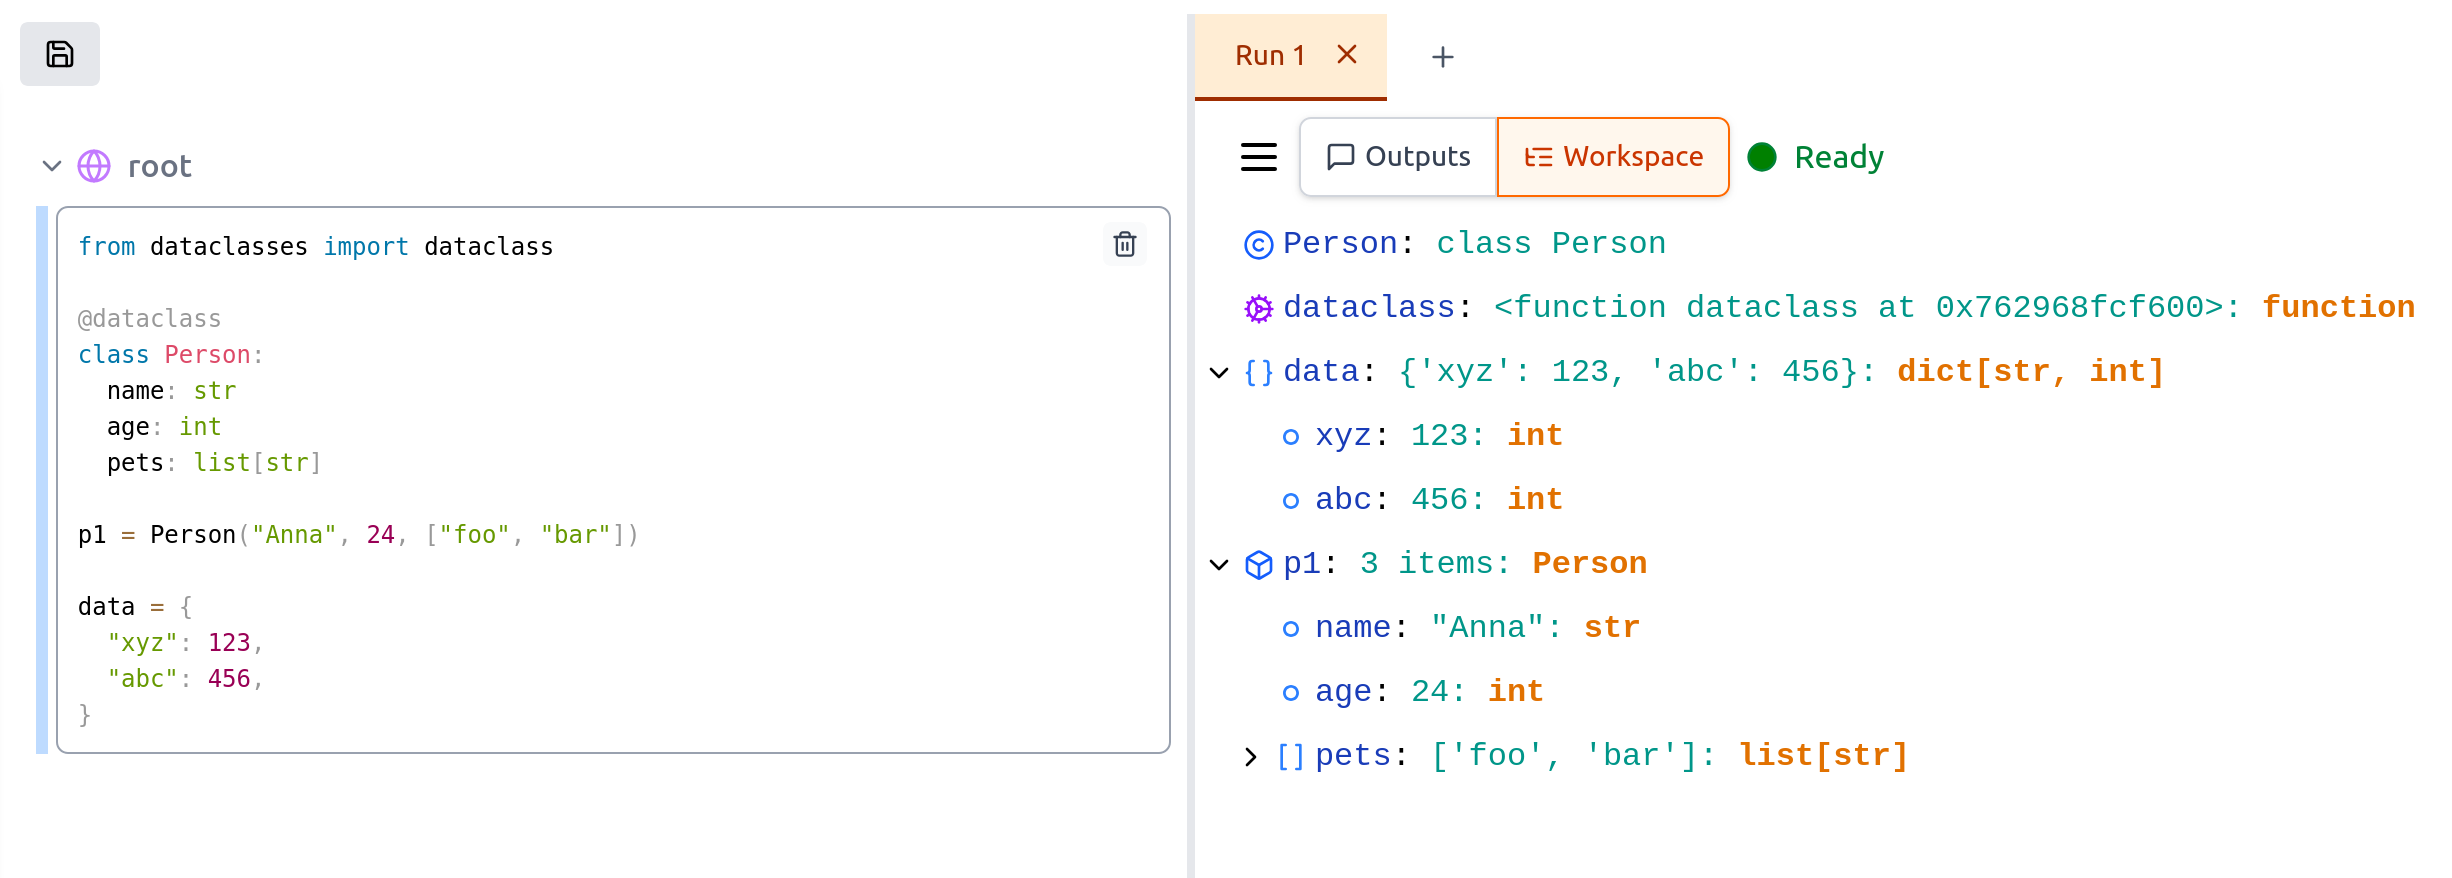 root
from dataclasses import dataclass
@dataclass
class Person:
  name: str
  age: int
  pets: list[str]
p1 = Person("Anna", 24, ["foo", "bar"])
data = {
  "xyz": 123,
  "abc": 456,
}
Run 1
Outputs Workspace Ready
Person: class Person
dataclass: <function dataclass at 0x762968fcf600>: function
data: {'xyz': 123, 'abc': 456}: dict[str, int]
xyz: 123: int
abc: 456: int
p1: 3 items: Person
name: "Anna": str
age: 24: int
pets: ['foo', 'bar']: list[str]